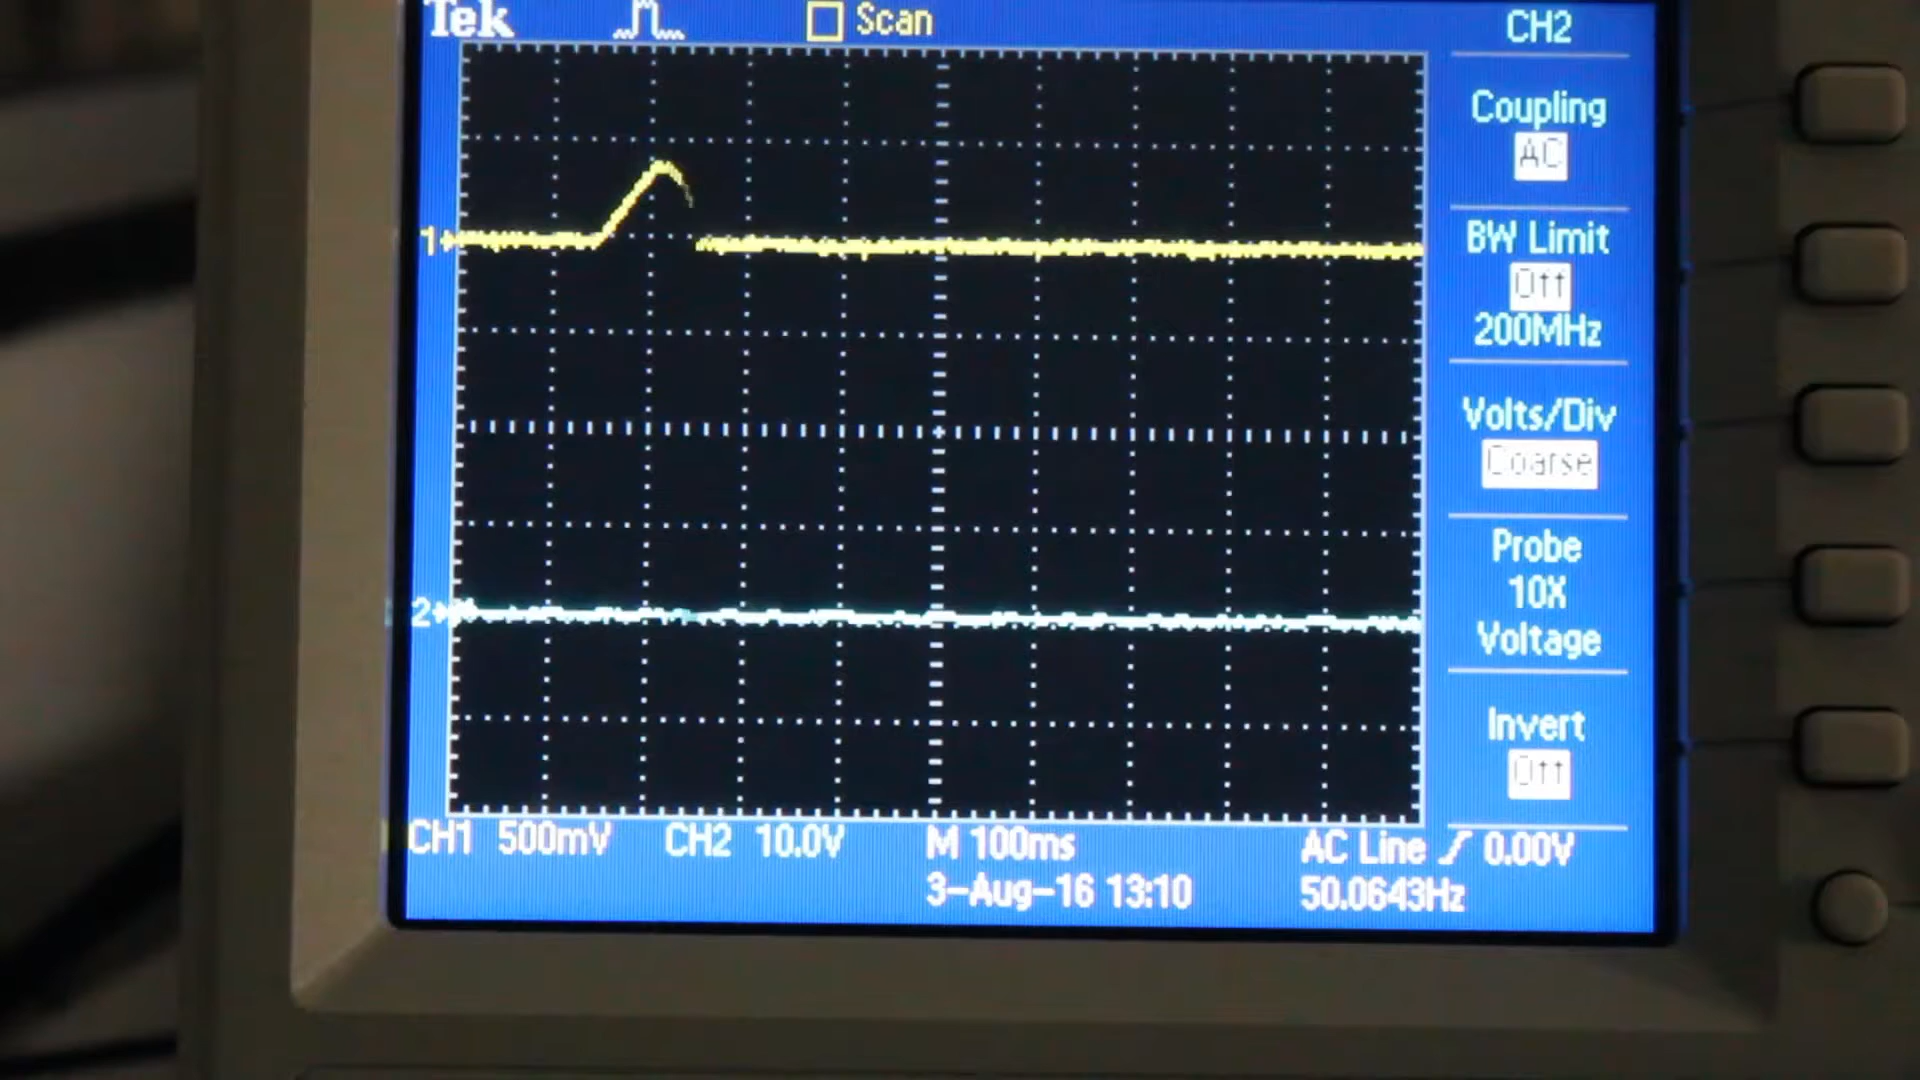 Tek Scan CH2
Coupling
AC
1
BW Limit
Off
200MHz
Volts/Div
Coarse
Probe
10X
Voltage
2
Invert
Off
CH1 500mV CH2 10.0V M 100ms AC Line 0.00V
3-Aug-16 13:10 50.0643Hz